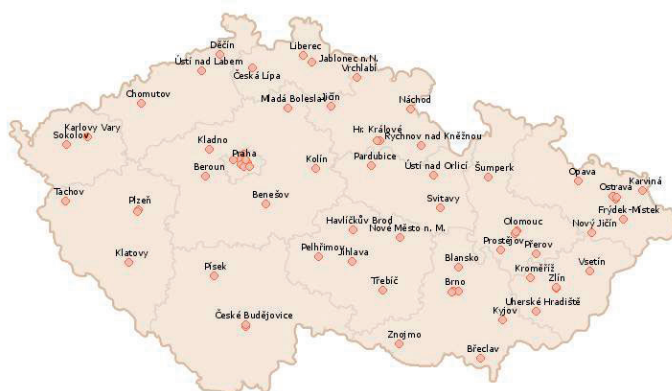 Děčín
Liberec
Ústí nad Labem
Jablonec n.N.
Česká Lípa
Vrchlabí
Chomutov
Mladá Boleslav
Jičín
Náchod
Karlovy Vary
Sokolov
Kladno
Hr. Králové
Rychnov nad Kněžnou
Praha
Pardubice
Beroun
Kolín
Ústí nad Orlicí
Šumperk
Opava
Karviná
Ostrava
Tachov
Plzeň
Benešov
Svitavy
Frýdek-Místek
Havlíčkův Brod
Nové Město n. M.
Olomouc
Nový Jičín
Klatovy
Pelhřimov
Jihlava
Prostějov
Přerov
Blansko
Písek
Třebíč
Brno
Kroměříž
Zlín
Vsetín
České Budějovice
Uherské Hradiště
Kyjov
Znojmo
Břeclav